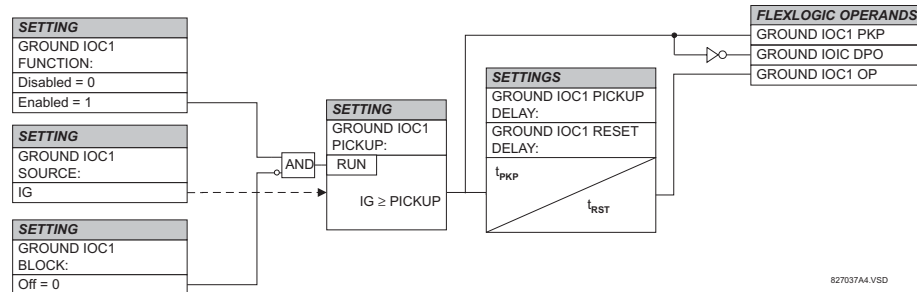 SETTING
GROUND IOC1
FUNCTION:
Disabled = 0
Enabled = 1
SETTING
GROUND IOC1
SOURCE:
IG
SETTING
GROUND IOC1
BLOCK:
Off = 0
AND
SETTING
GROUND IOC1
PICKUP:
RUN
IG ≥ PICKUP
SETTINGS
GROUND IOC1 PICKUP
DELAY:
GROUND IOC1 RESET
DELAY:
tPKP
tRST
FLEXLOGIC OPERANDS
GROUND IOC1 PKP
GROUND IOIC DPO
GROUND IOC1 OP
827037A4.VSD